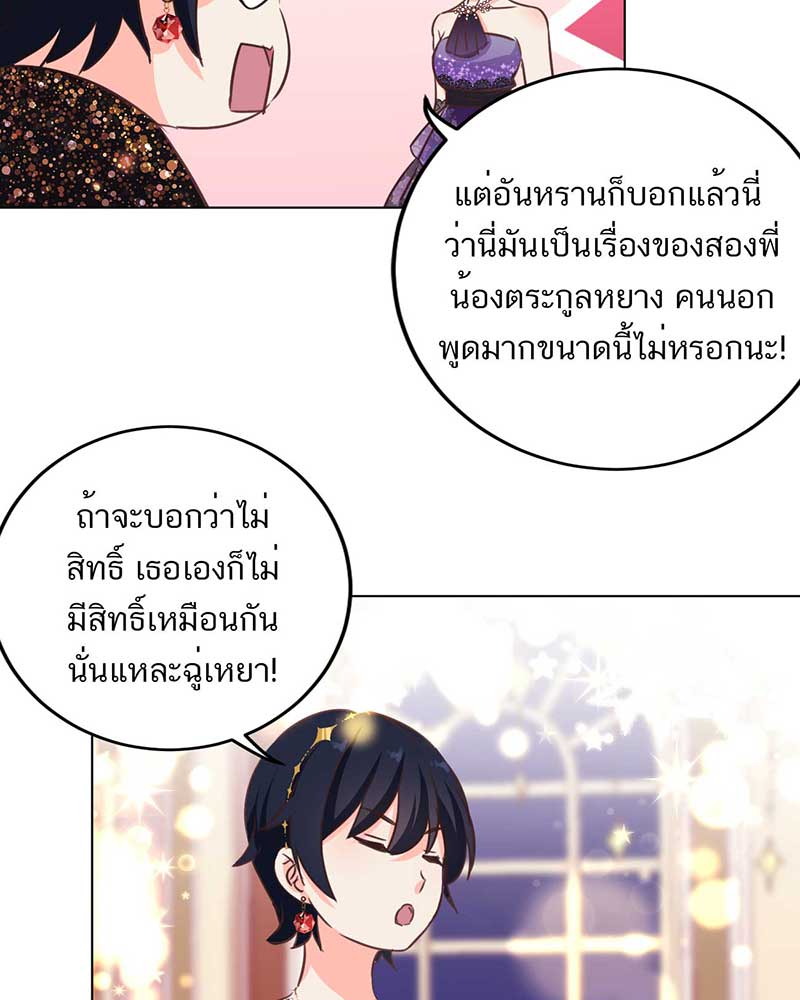 แต่อันหรานก็บอกแล้วนี่
ว่านี่มันเป็นเรื่องของสองพี่
น้องตระกูลหยาง คนนอก
พูดมากขนาดนี้ไม่หรอกนะ!
ถ้าจะบอกว่าไม่
สิทธิ์ เธอเองก็ไม่
มีสิทธิ์เหมือนกัน
นั่นแหละฉู่เหยา!